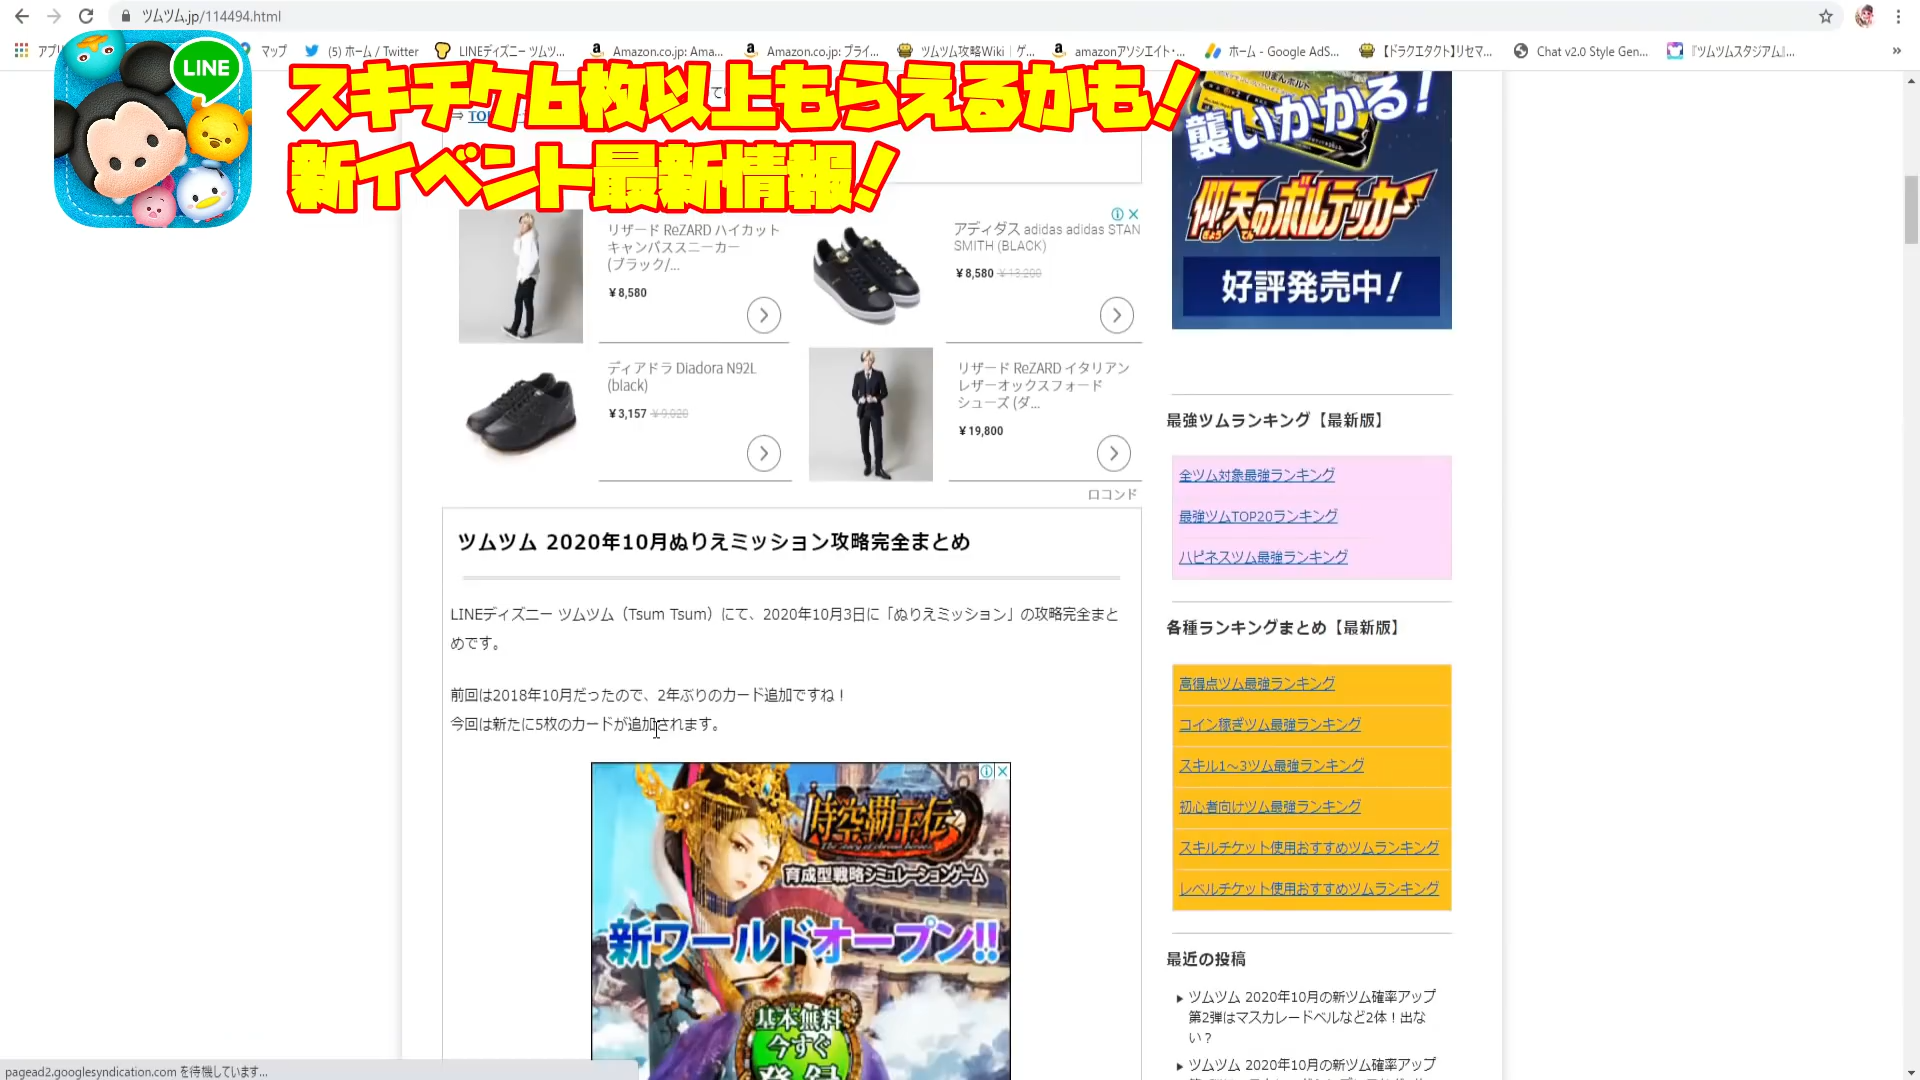 ツムツム.jp/114494.html
マップ
(5) ホーム / Twitter
LINEディズニー ツムツ...
Amazon.co.jp: Ama...
Amazon.co.jp: プライ...
ツムツム攻略Wiki｜ゲ...
amazonアソシエイト・...
ホーム - Google AdS...
【ドラクエタクト】リセマ...
Chat v2.0 Style Gen...
『ツムツムスタジアム』...
»
LINE
スキチケ6枚以上もらえるかも!
新イベント最新情報!
⇒ TO
襲いかかる!
仰天のボルテッカー
ぎょう てん
好評発売中!
リザード ReZARD ハイカット
キャンバススニーカー
(ブラック/...
¥8,580
アディダス adidas adidas STAN
SMITH (BLACK)
¥8,580 ¥13,200
ディアドラ Diadora N92L
(black)
¥3,157 ¥9,020
リザード ReZARD イタリアン
レザーオックスフォード
シューズ (ダ...
¥19,800
ロコンド
ツムツム 2020年10月ぬりえミッション攻略完全まとめ
LINEディズニー ツムツム（Tsum Tsum）にて、2020年10月3日に「ぬりえミッション」の攻略完全まと
めです。
前回は2018年10月だったので、2年ぶりのカード追加ですね！
今回は新たに5枚のカードが追加されます。
時空覇王伝
The story of chrono heroes
育成型戦略シミュレーションゲーム
新ワールドオープン!!
基本無料
今すぐ
登録
最強ツムランキング【最新版】
全ツム対象最強ランキング
最強ツムTOP20ランキング
ハピネスツム最強ランキング
各種ランキングまとめ【最新版】
高得点ツム最強ランキング
コイン稼ぎツム最強ランキング
スキル1～3ツム最強ランキング
初心者向けツム最強ランキング
スキルチケット使用おすすめツムランキング
レベルチケット使用おすすめツムランキング
最近の投稿
ツムツム 2020年10月の新ツム確率アップ
第2弾はマスカレードベルなど2体！出な
い？
ツムツム 2020年10月の新ツム確率アップ
pagead2.googlesyndication.com を待機しています...